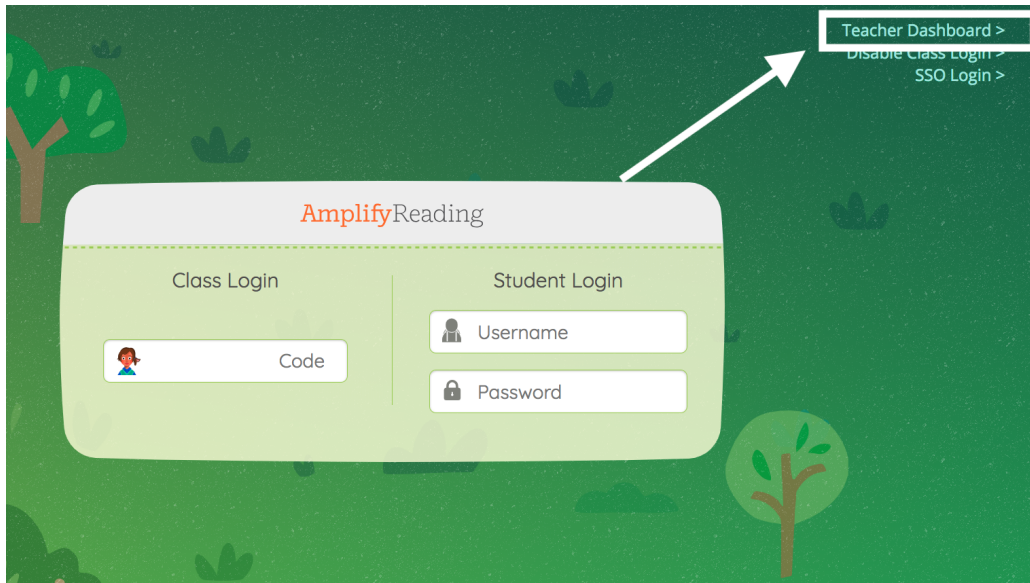 Teacher Dashboard >
Disable Class Login >
SSO Login >
AmplifyReading
Class Login
Code
Student Login
Username
Password